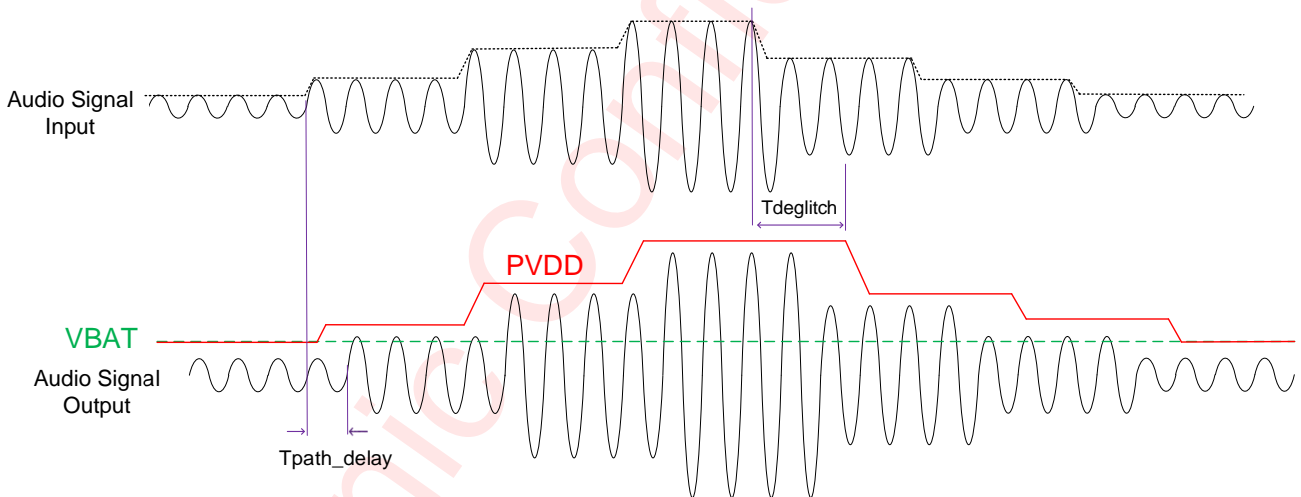 Audio Signal
Input
Tdeglitch
PVDD
VBAT
Audio Signal
Output
Tpath_delay